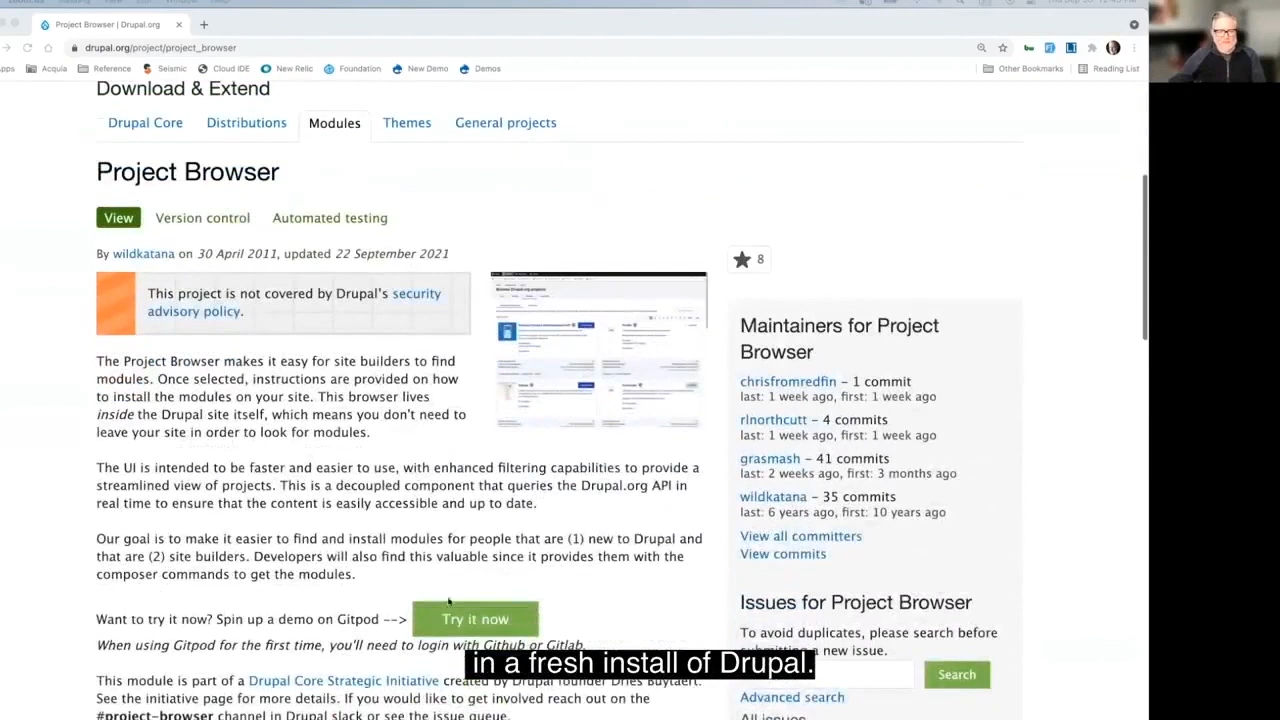 Project Browser | Drupal.org
drupal.org/project/project_browser
Acquia
Reference
Seismic
Cloud IDE
New Relic
Foundation
New Demo
Demos
Other Bookmarks
Reading List
Download & Extend
Drupal Core
Distributions
Modules
Themes
General projects
Project Browser
View
Version control
Automated testing
By wildkatana on 30 April 2011, updated 22 September 2021
8
This project is not covered by Drupal's security
advisory policy.
The Project Browser makes it easy for site builders to find
modules. Once selected, instructions are provided on how
to install the modules on your site. This Browser lives
inside the Drupal site itself, which means you don't need to
leave your site in order to look for modules.
The UI is intended to be faster and easier to use, with enhanced filtering capabilities to provide a
streamlined view of projects. This is a decoupled component that queries the Drupal.org API in
real time to ensure that the content is easily accessible and up to date.
Our goal is to make it easier to find and install modules for people that are (1) new to Drupal and
that are (2) site builders. Developers will also find this valuable since it provides them with the
composer commands to get the modules.
Want to try it now? Spin up a demo on Gitpod -->
Try it now
When using Gitpod for the first time, you'll need to login with Github or Gitlab.
This module is part of a Drupal Core Strategic Initiative created by Drupal founder Dries Buytaert.
See the initiative page for more details. If you would like to get involved reach out on the
#project-browser channel in Drupal slack or see the issue queue.
Maintainers for Project
Browser
chrisfromredfin – 1 commit
last: 1 week ago, first: 1 week ago
rlnorthcutt – 4 commits
last: 1 week ago, first: 1 week ago
grasmash – 41 commits
last: 2 weeks ago, first: 3 months ago
wildkatana – 35 commits
last: 6 years ago, first: 10 years ago
View all committers
View commits
Issues for Project Browser
To avoid duplicates, please search before
submitting a new issue.
Search
Advanced search
All issues
in a fresh install of Drupal.